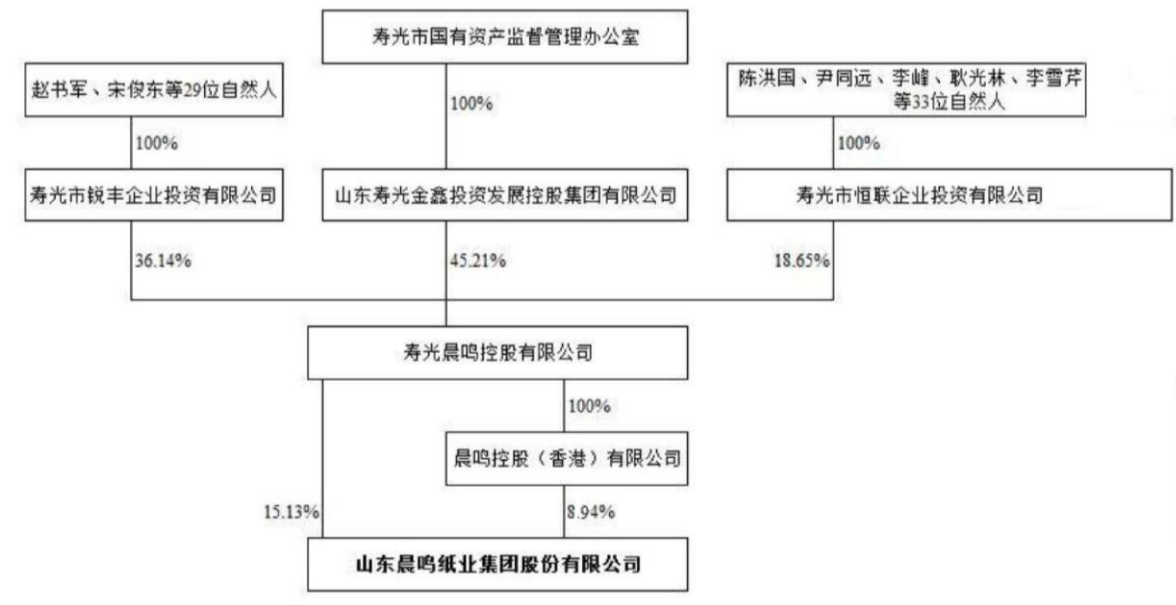 寿光市国有资产监督管理办公室
赵书军、宋俊东等29位自然人
陈洪国、尹同远、李峰、耿光林、李雪芹
等33位自然人
100%
100%
100%
寿光市锐丰企业投资有限公司
山东寿光金鑫投资发展控股集团有限公司
寿光市恒联企业投资有限公司
36.14%
45.21%
18.65%
寿光晨鸣控股有限公司
100%
晨鸣控股（香港）有限公司
15.13%
8.94%
山东晨鸣纸业集团股份有限公司